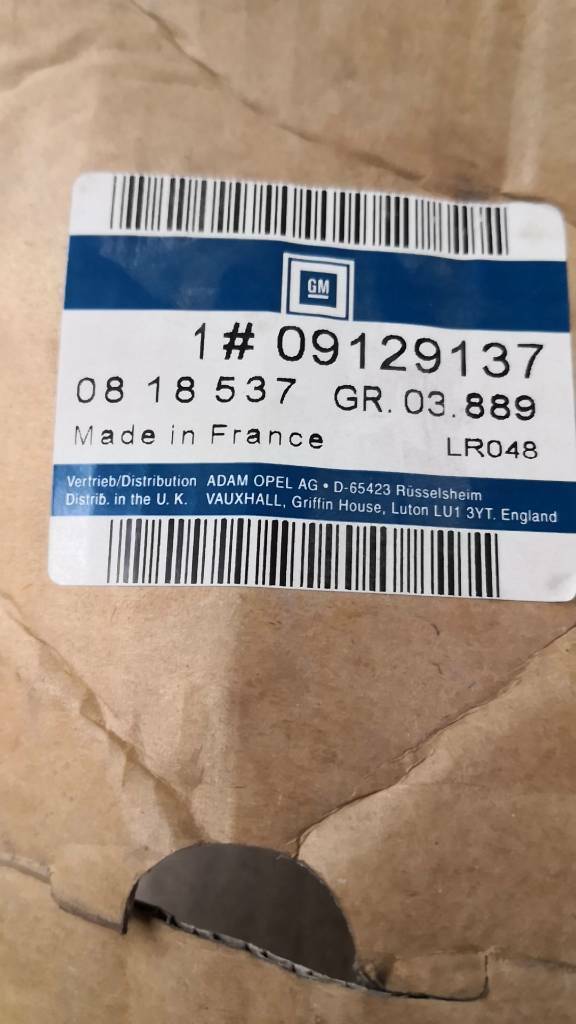 GM
1# 09129137
08 18 537 GR. 03.889
Made in France LR048
Vertrieb/Distribution ADAM OPEL AG • D-65423 Rüsselsheim
Distrib. in the U. K. VAUXHALL, Griffin House, Luton LU1 3YT. England